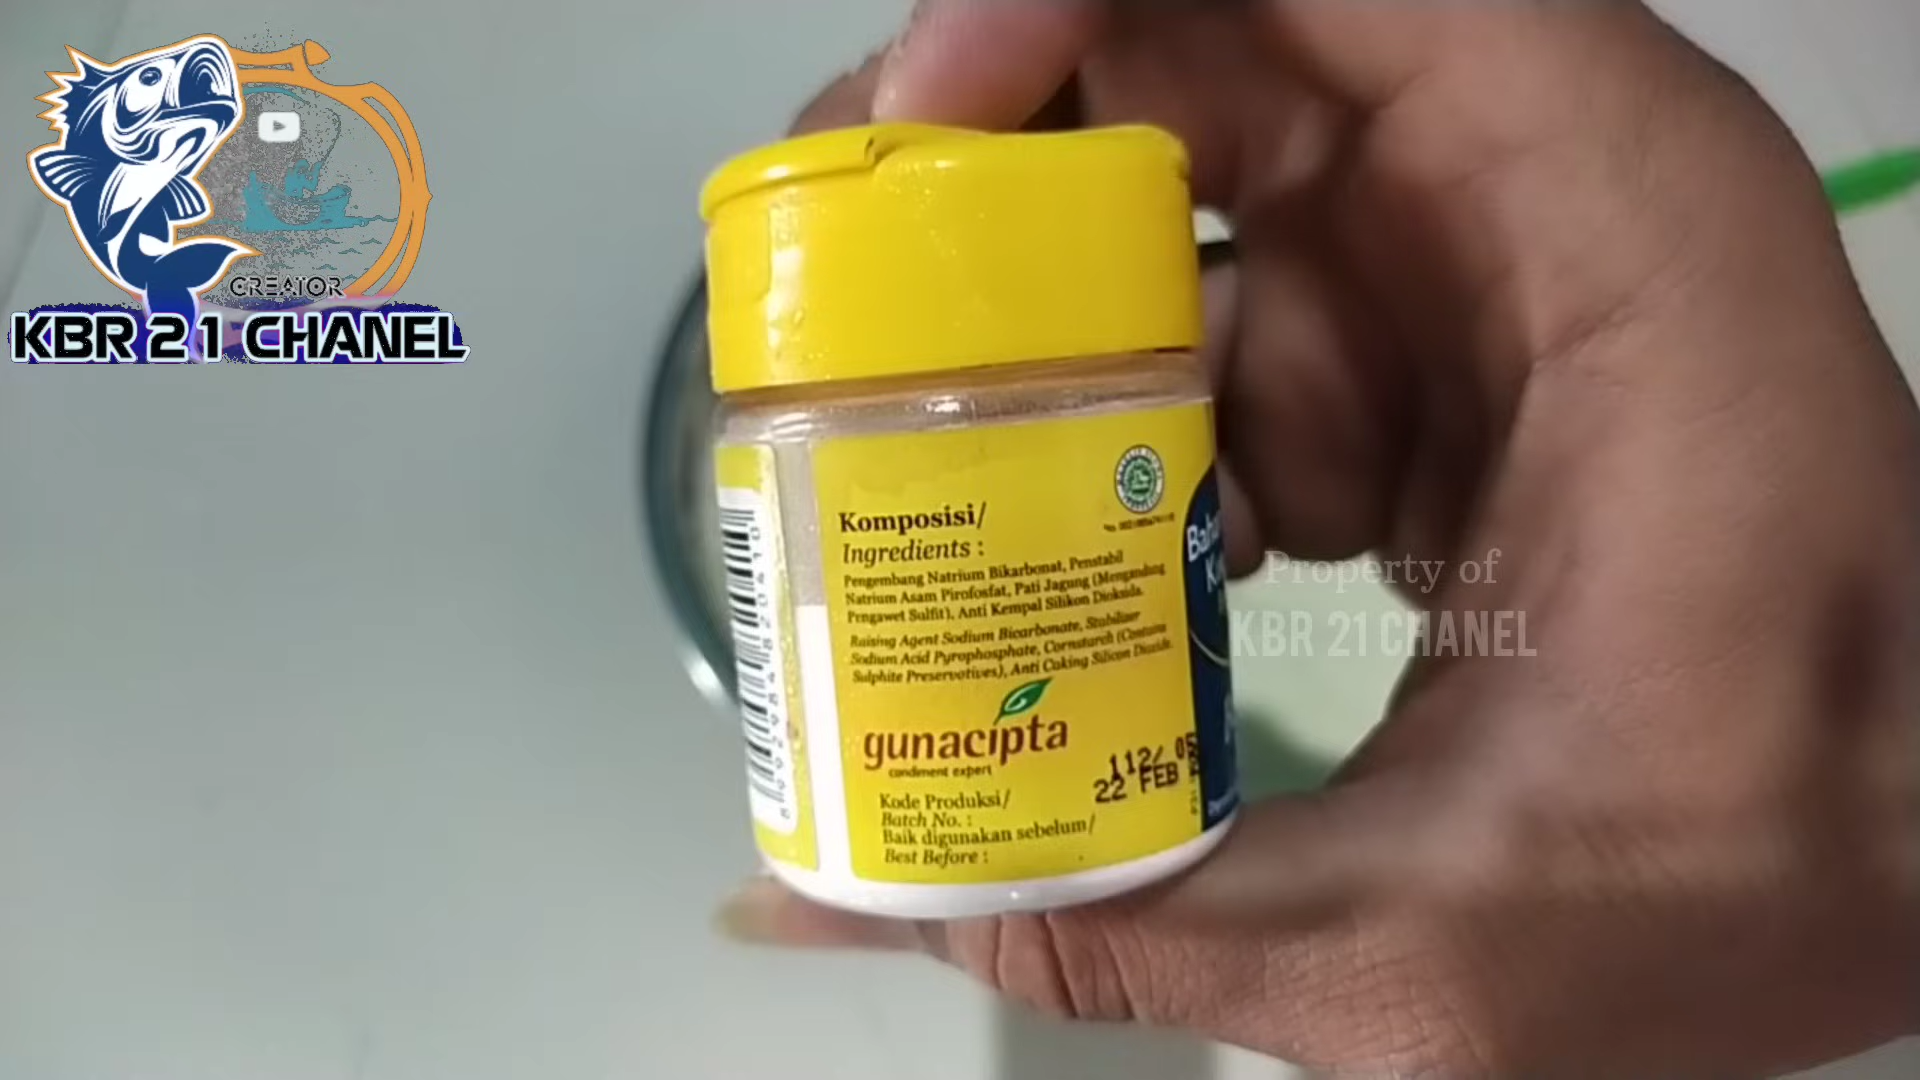 CREATOR
KBR 21 CHANEL
Komposisi/
Ingredients :
Pengembang Natrium Bikarbonat, Penstabil
Natrium Asam Pirofosfat, Pati Jagung (Mengandung
Pengawet Sulfit), Anti Kempal Silikon Dioksida.
Raising Agent Sodium Bicarbonate, Stabilizer
Sodium Acid Pyrophosphate, Cornstarch (Contains
Sulphite Preservatives), Anti Caking Silicon Dioxide.
gunacipta
condiment expert
112/ 05
22 FEB
Kode Produksi/
Batch No. :
Baik digunakan sebelum/
Best Before :
Property of
KBR 21 CHANEL